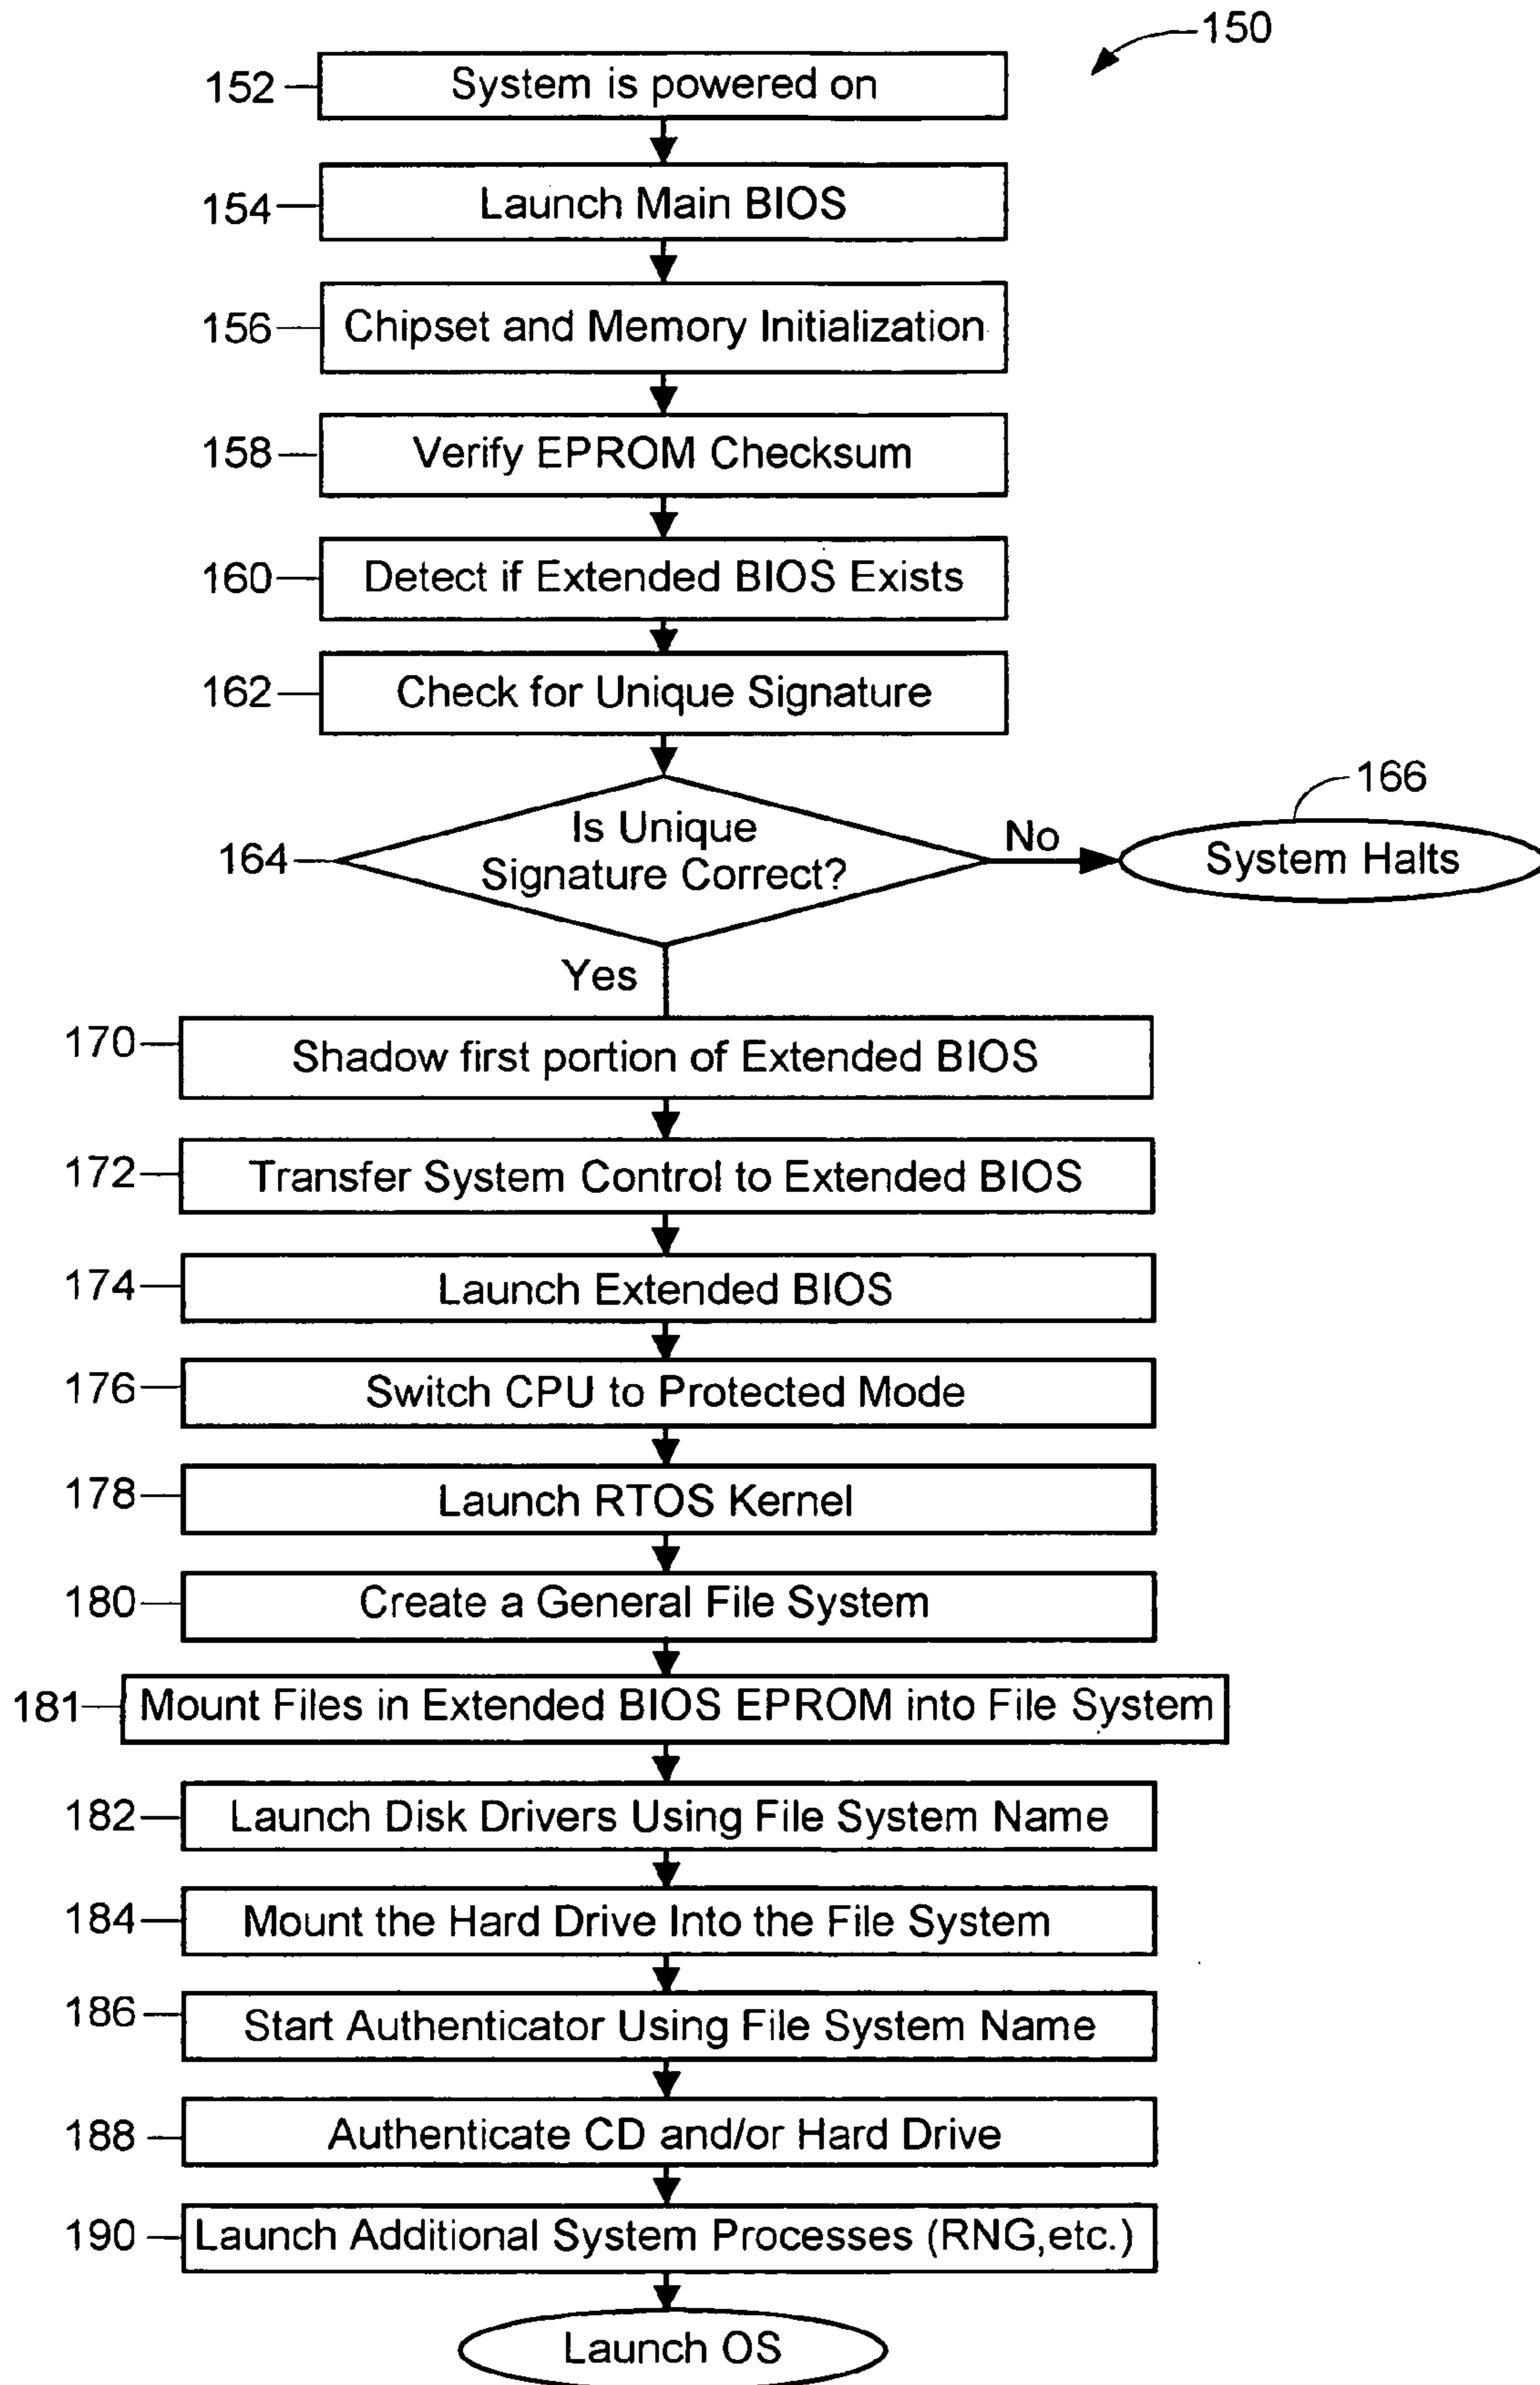 150
152 System is powered on
154 Launch Main BIOS
156 Chipset and Memory Initialization
158 Verify EPROM Checksum
160 Detect if Extended BIOS Exists
162 Check for Unique Signature
166
164 Is Unique
Signature Correct?
No
System Halts
Yes
170 Shadow first portion of Extended BIOS
172 Transfer System Control to Extended BIOS
174 Launch Extended BIOS
176 Switch CPU to Protected Mode
178 Launch RTOS Kernel
180 Create a General File System
181 Mount Files in Extended BIOS EPROM into File System
182 Launch Disk Drivers Using File System Name
184 Mount the Hard Drive Into the File System
186 Start Authenticator Using File System Name
188 Authenticate CD and/or Hard Drive
190 Launch Additional System Processes (RNG,etc.)
Launch OS